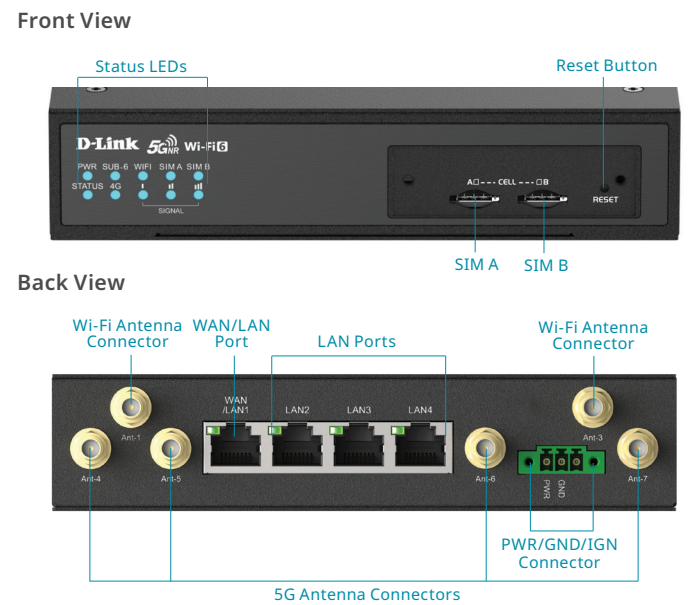 Front View
Status LEDs
Reset Button
D-Link 5G NR Wi-Fi 6
PWR SUB-6 WIFI SIM A SIM B
STATUS 4G
SIGNAL
A CELL B
RESET
SIM A
SIM B
Back View
Wi-Fi Antenna
Connector
WAN/LAN
Port
LAN Ports
Wi-Fi Antenna
Connector
WAN
/LAN1
LAN2
LAN3
LAN4
Ant-1
Ant-3
Ant-4
Ant-5
Ant-6
Ant-7
PWR
GND
PWR/GND/IGN
Connector
5G Antenna Connectors